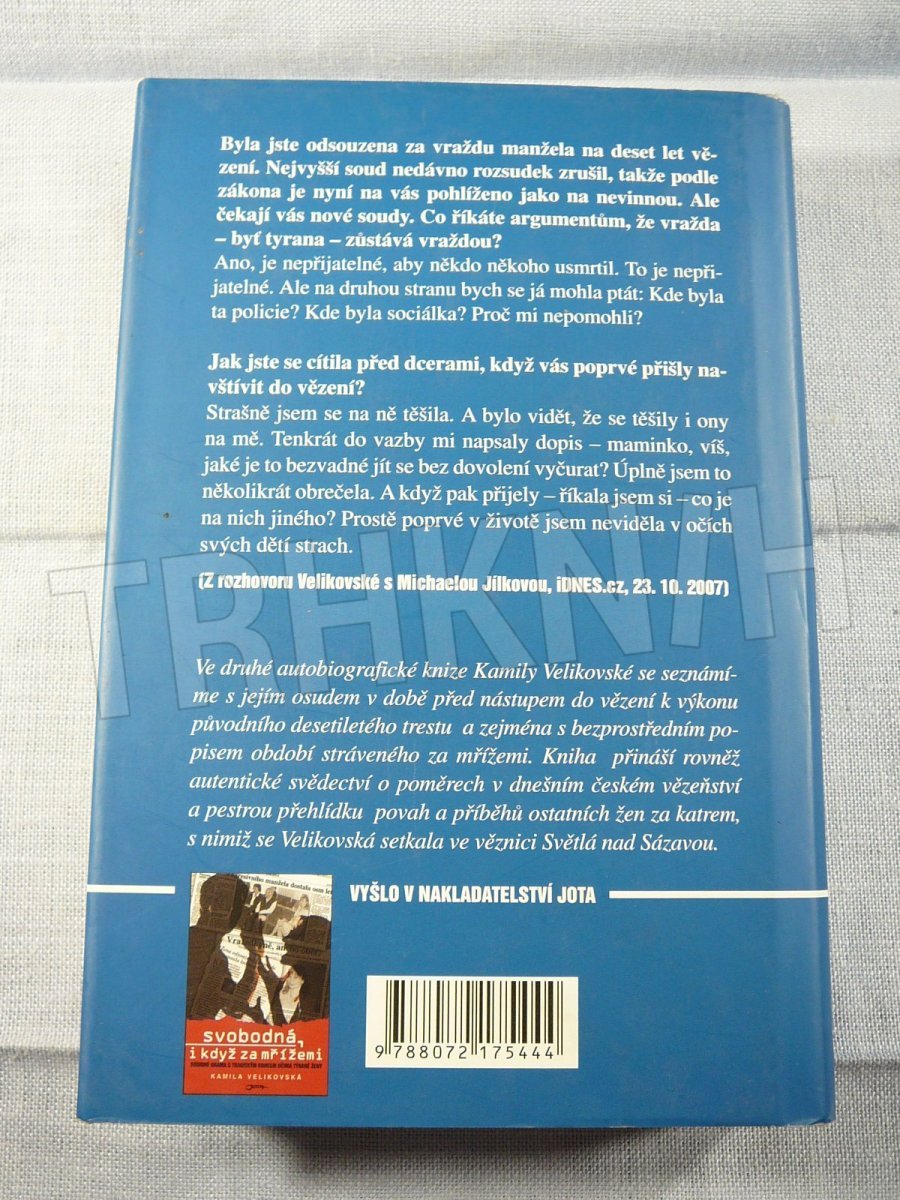 Byla jste odsouzena za vraždu manžela na deset let vě-
zení. Nejvyšší soud nedávno rozsudek zrušil, takže podle
zákona je nyní na vás pohlíženo jako na nevinnou. Ale
čekají vás nové soudy. Co říkáte argumentům, že vražda
– byť tyrana – zůstává vraždou?
Ano, je nepřijatelné, aby někdo někoho usmrtil. To je nepři-
jatelné. Ale na druhou stranu bych se já mohla ptát: Kde byla
ta policie? Kde byla sociálka? Proč mi nepomohli?
Jak jste se cítila před dcerami, když vás poprvé přišly na-
vštívit do vězení?
Strašně jsem se na ně těšila. A bylo vidět, že se těšily i ony
na mě. Tenkrát do vazby mi napsaly dopis – maminko, víš,
jaké je to bezvadné jít se bez dovolení vyčurat? Úplně jsem to
několikrát obrečela. A když pak přijely – říkala jsem si – co je
na nich jiného? Prostě poprvé v životě jsem neviděla v očích
svých dětí strach.
(Z rozhovoru Velikovské s Michaelou Jílkovou, iDNES.cz, 23. 10. 2007)
TBHKNIH
Ve druhé autobiografické knize Kamily Velikovské se seznámí-
me s jejím osudem v době před nástupem do vězení k výkonu
původního desetiletého trestu a zejména s bezprostředním po-
pisem období stráveného za mřížemi. Kniha přináší rovněž
autentické svědectví o poměrech v dnešním českém vězeňství
a pestrou přehlídku povah a příběhů ostatních žen za katrem,
s nimiž se Velikovská setkala ve věznici Světlá nad Sázavou.
VYŠLO V NAKLADATELSTVÍ JOTA
manžela dostala osm let
svobodná,
i když za mřížemi
KAMILA VELIKOVSKÁ
9 788072 175444